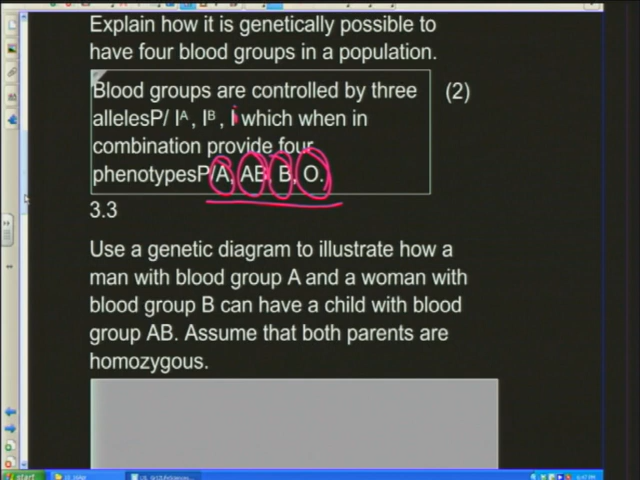 Explain how it is genetically possible to
have four blood groups in a population.
Blood groups are controlled by three (2)
allelesP/ Iᴬ, Iᴮ, i which when in
combination provide four
phenotypesP/A, AB, B, O.
3.3
Use a genetic diagram to illustrate how a
man with blood group A and a woman with
blood group B can have a child with blood
group AB. Assume that both parents are
homozygous.
start